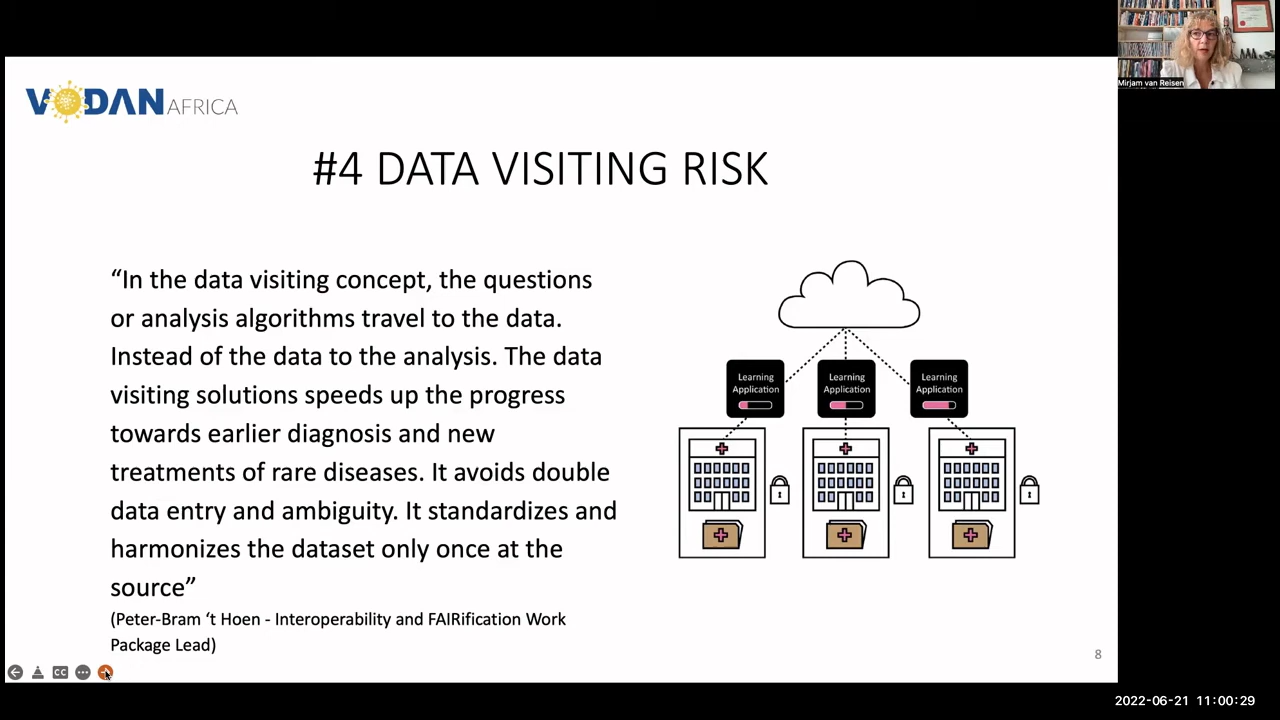 Mirjam van Reisen
VODAN AFRICA
#4 DATA VISITING RISK
“In the data visiting concept, the questions
or analysis algorithms travel to the data.
Instead of the data to the analysis. The data
visiting solutions speeds up the progress
towards earlier diagnosis and new
treatments of rare diseases. It avoids double
data entry and ambiguity. It standardizes and
harmonizes the dataset only once at the
source”
(Peter-Bram ‘t Hoen - Interoperability and FAIRification Work
Package Lead)
Learning
Application
Learning
Application
Learning
Application
8
CC
2022-06-21 11:00:29